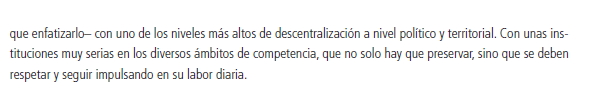 que enfatizarlo– con uno de los niveles más altos de descentralización a nivel político y territorial. Con unas ins-
tituciones muy serias en los diversos ámbitos de competencia, que no solo hay que preservar, sino que se deben
respetar y seguir impulsando en su labor diaria.